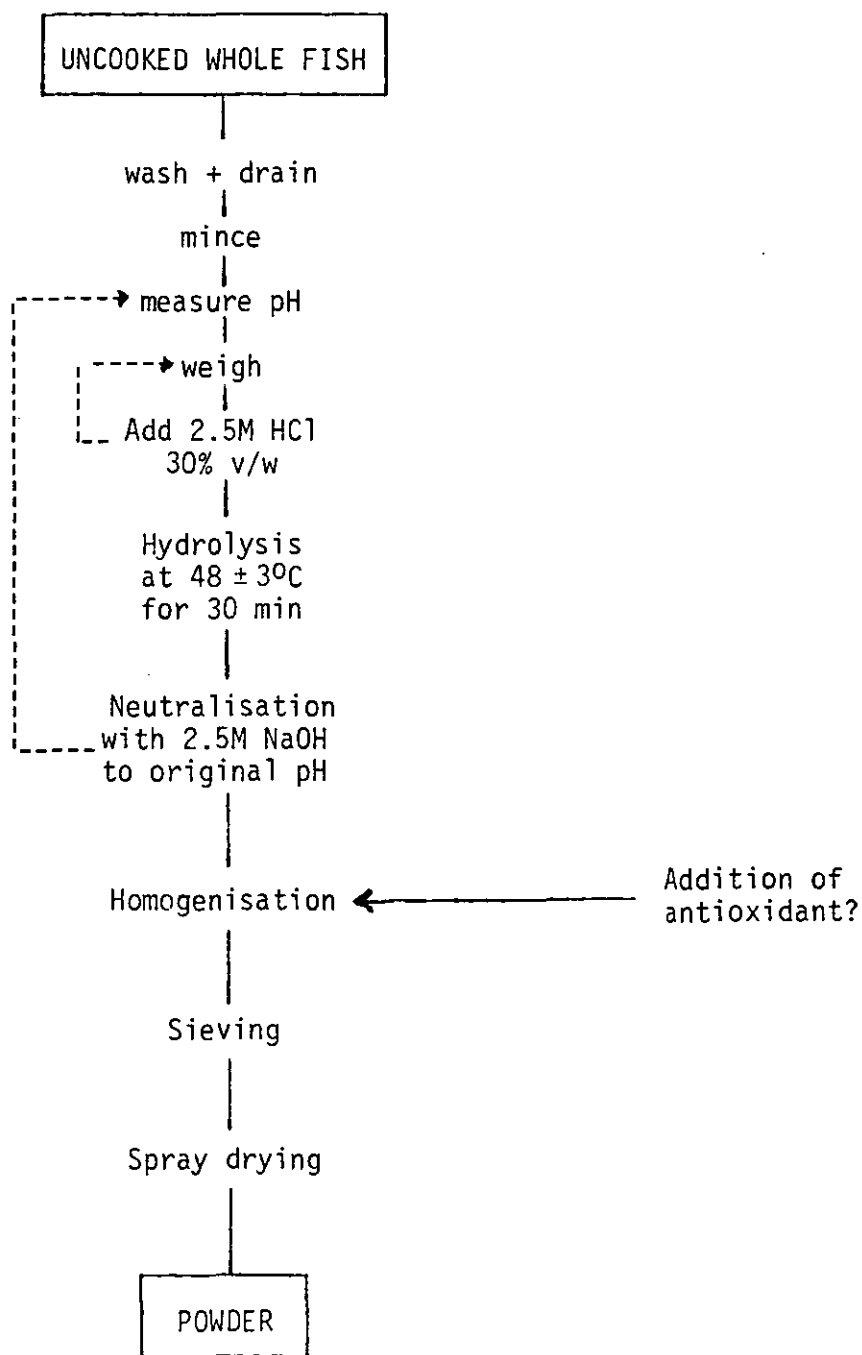 UNCOOKED WHOLE FISH
wash + drain
mince
measure pH
weigh
Add 2.5M HCl
30% v/w
Hydrolysis
at 48 ± 3ºC
for 30 min
Neutralisation
with 2.5M NaOH
to original pH
Homogenisation
Addition of
antioxidant?
Sieving
Spray drying
POWDER